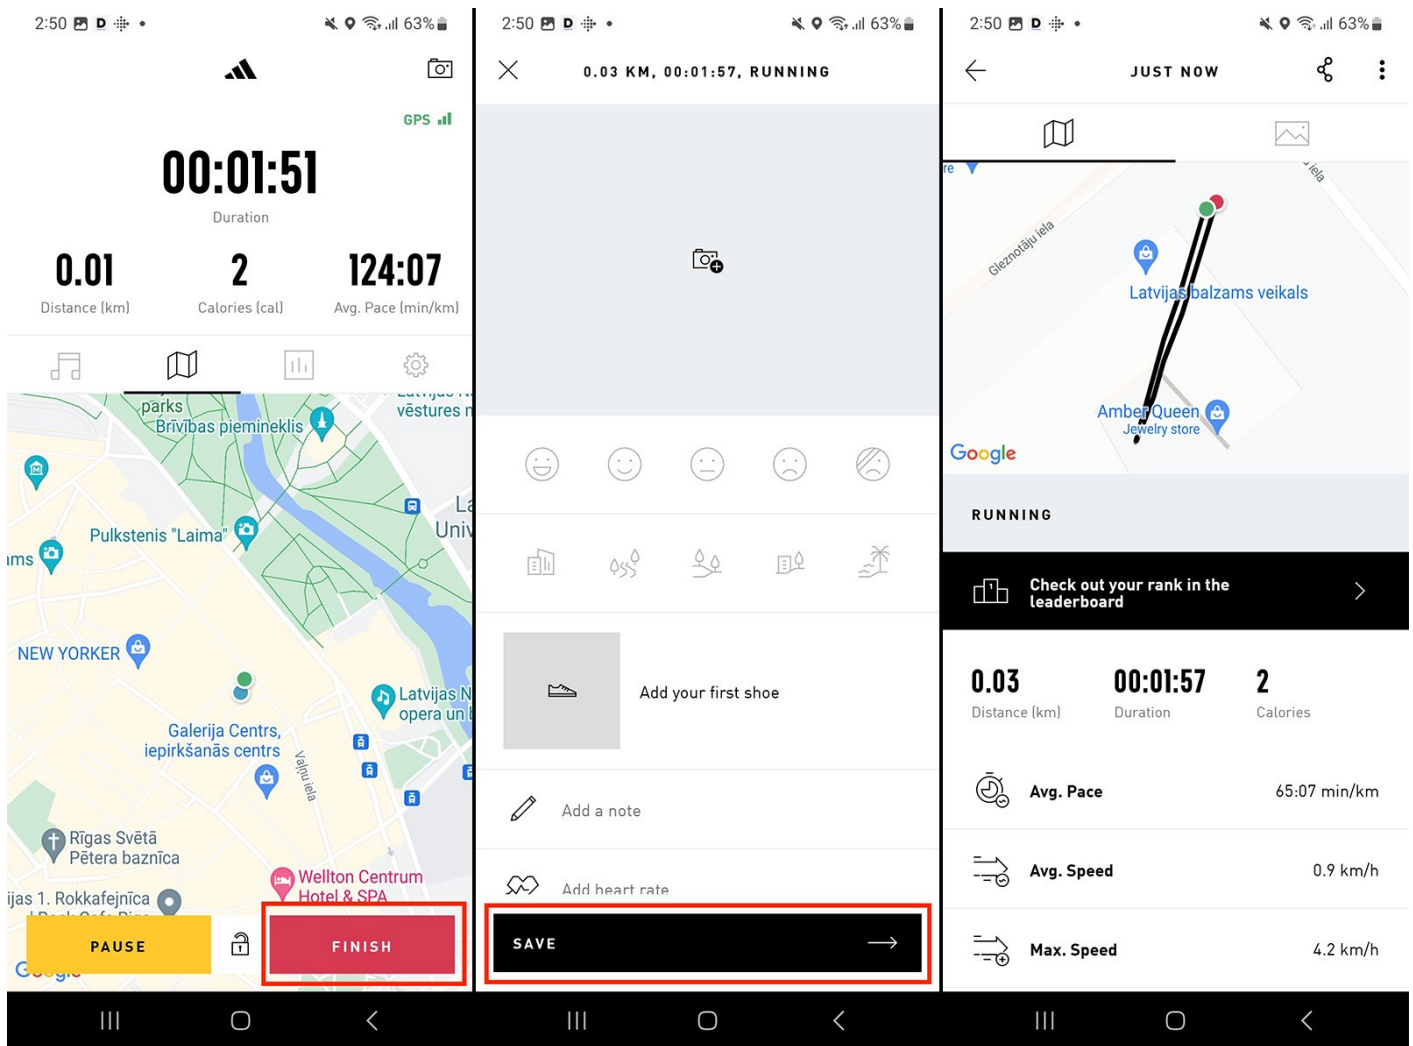 2:50 D 63%
GPS
00:01:51
Duration
0.01 2 124:07
Distance (km) Calories (cal) Avg. Pace (min/km)
parks
Brīvības piemineklis
vēstures
Pulkstenis "Laima"
Univ
NEW YORKER
Latvijas N
opera un
Galerija Centrs,
iepirkšanās centrs
Vaļņu iela
Rīgas Svētā
Pētera baznīca
Wellton Centrum
Hotel & SPA
ijas 1. Rokkafejnīca
PAUSE FINISH
2:50 D 63%
0.03 KM, 00:01:57, RUNNING
Add your first shoe
Add a note
Add heart rate
SAVE
2:50 D 63%
JUST NOW
iela
Gleznotāju iela
Latvijas balzams veikals
Amber Queen
Jewelry store
Google
RUNNING
1
Check out your rank in the
leaderboard
0.03 00:01:57 2
Distance (km) Duration Calories
Avg. Pace 65:07 min/km
Avg. Speed 0.9 km/h
Max. Speed 4.2 km/h